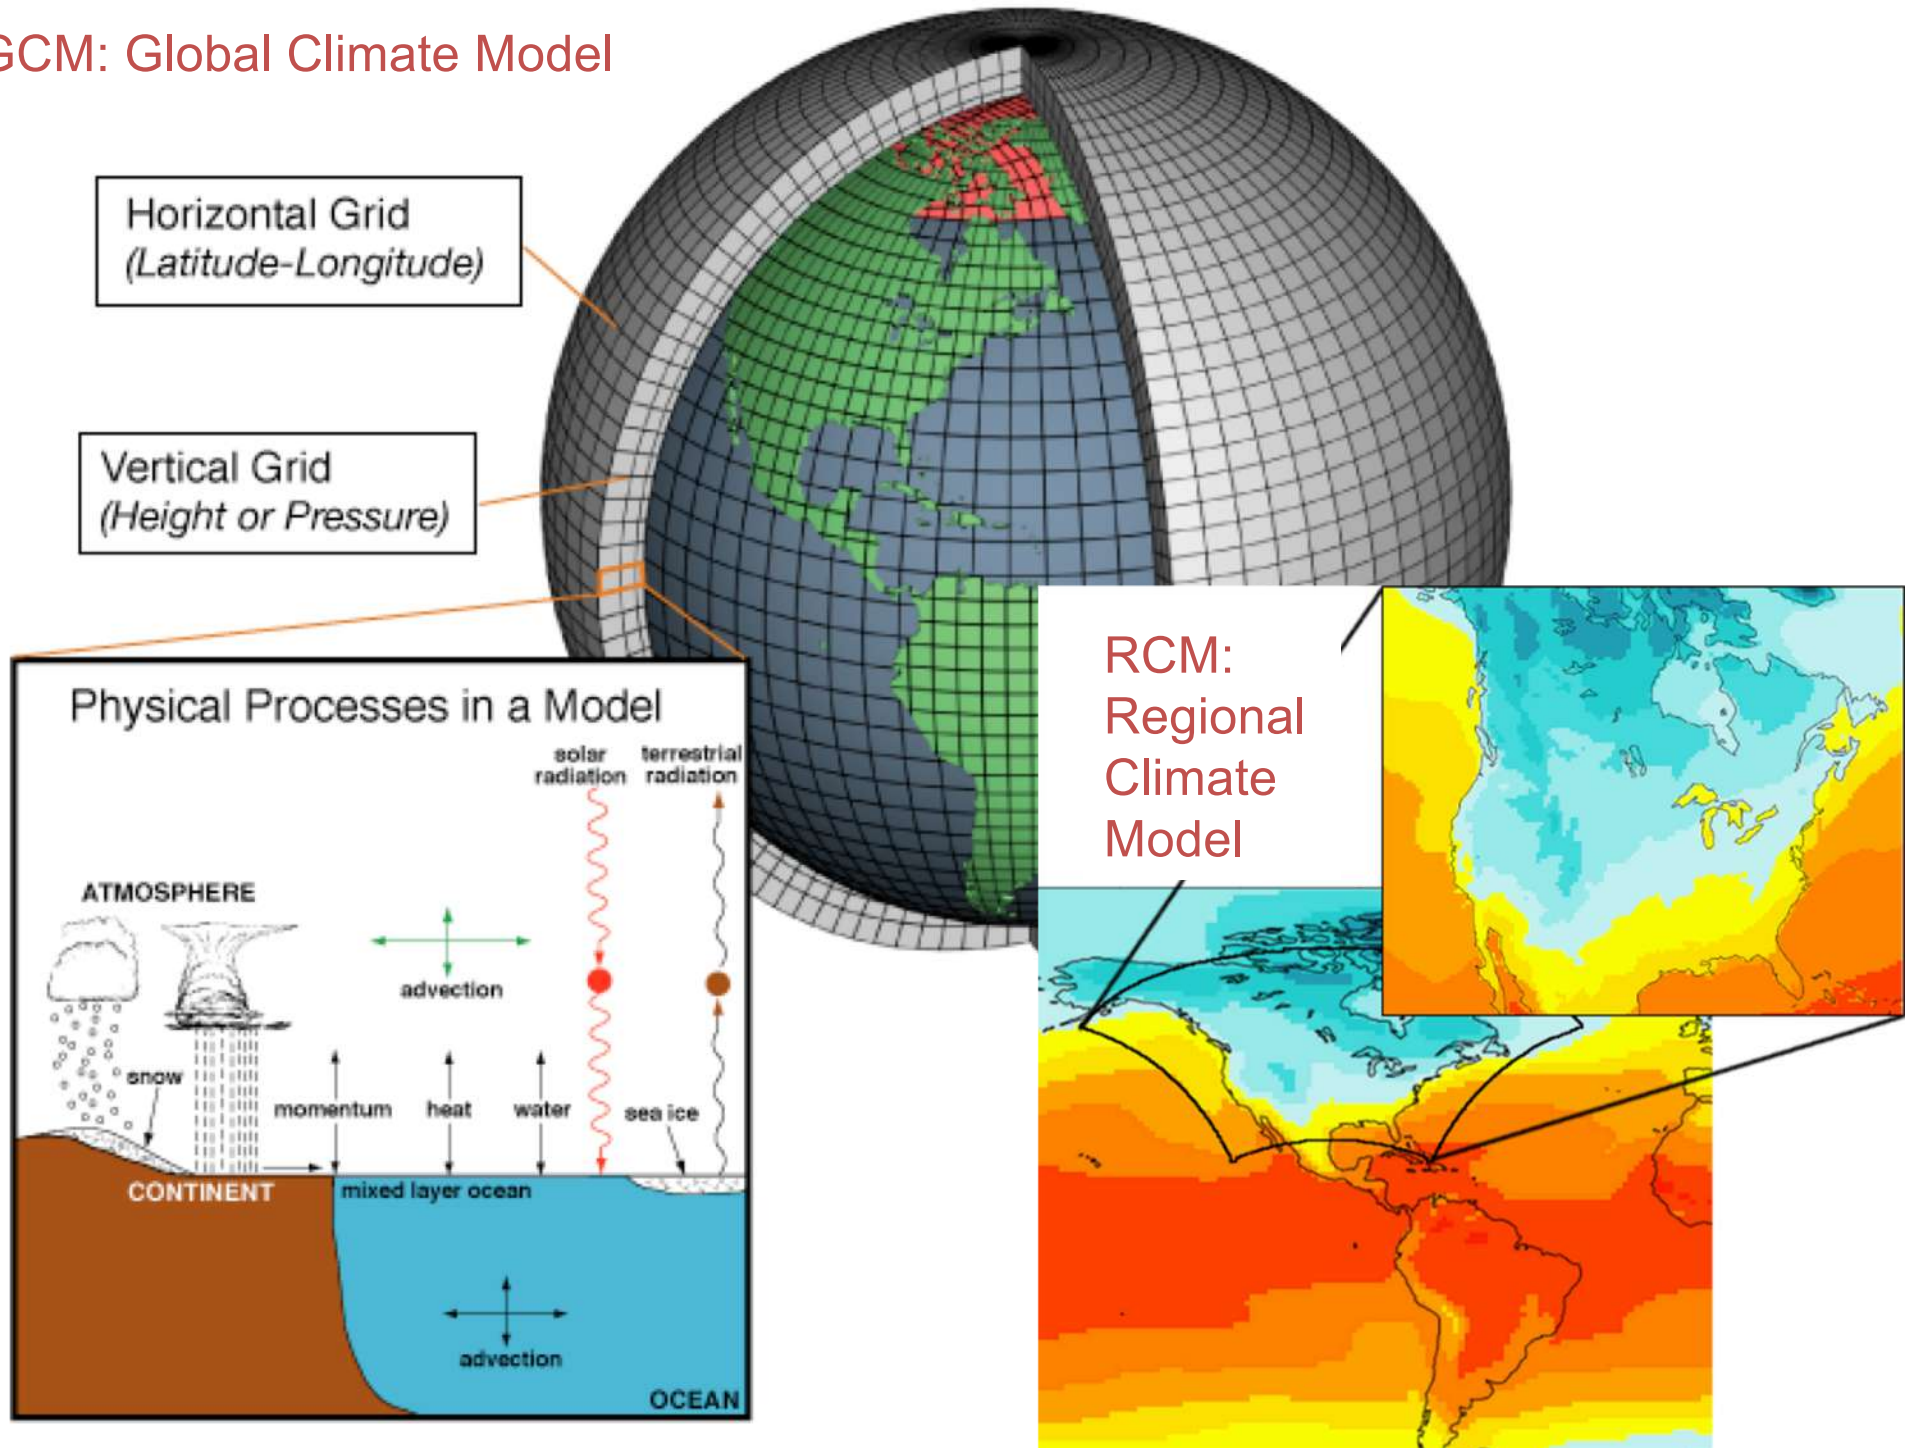 GCM: Global Climate Model
Horizontal Grid
(Latitude-Longitude)
Vertical Grid
(Height or Pressure)
Physical Processes in a Model
solar
radiation
terrestrial
radiation
ATMOSPHERE
advection
snow
momentum
heat
water
sea ice
CONTINENT
mixed layer ocean
advection
OCEAN
RCM:
Regional
Climate
Model